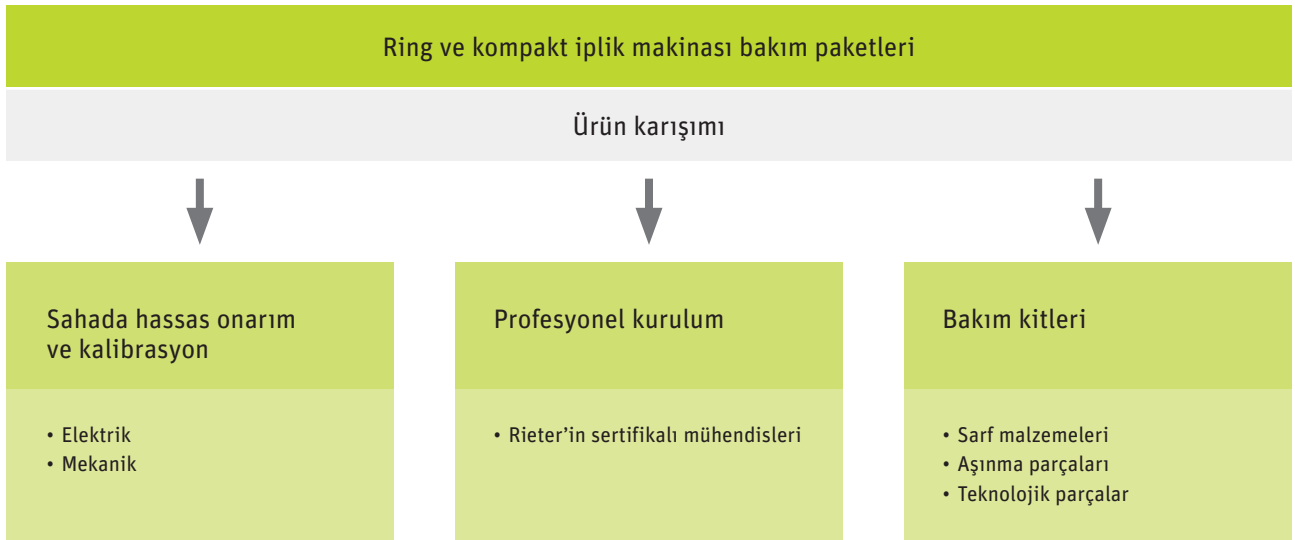 Ring ve kompakt iplik makinası bakım paketleri
Ürün karışımı
Sahada hassas onarım
ve kalibrasyon
• Elektrik
• Mekanik
Profesyonel kurulum
• Rieter’in sertifikalı mühendisleri
Bakım kitleri
• Sarf malzemeleri
• Aşınma parçaları
• Teknolojik parçalar